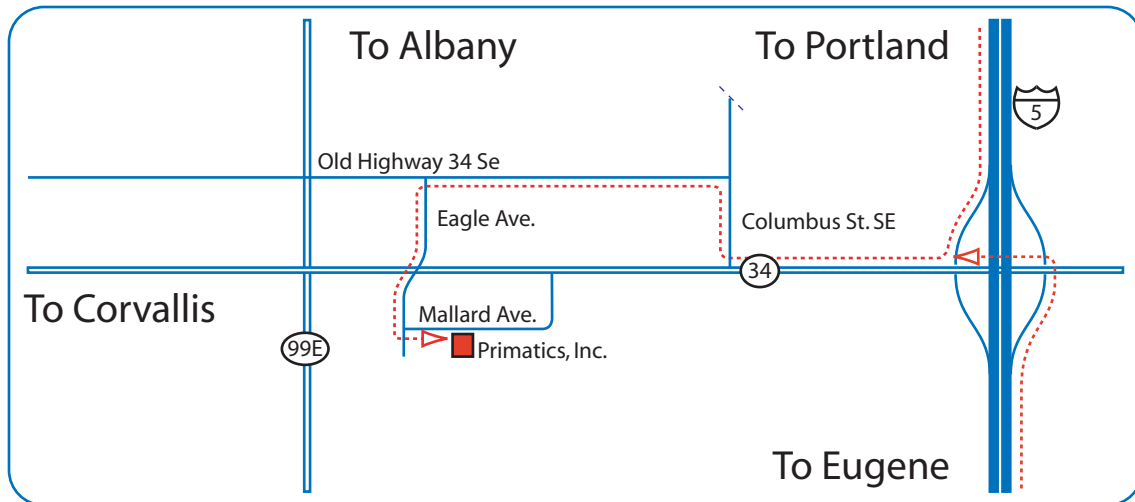 To Albany
To Portland
5
Old Highway 34 Se
Eagle Ave.
Columbus St. SE
34
To Corvallis
Mallard Ave.
99E
Primatics, Inc.
To Eugene